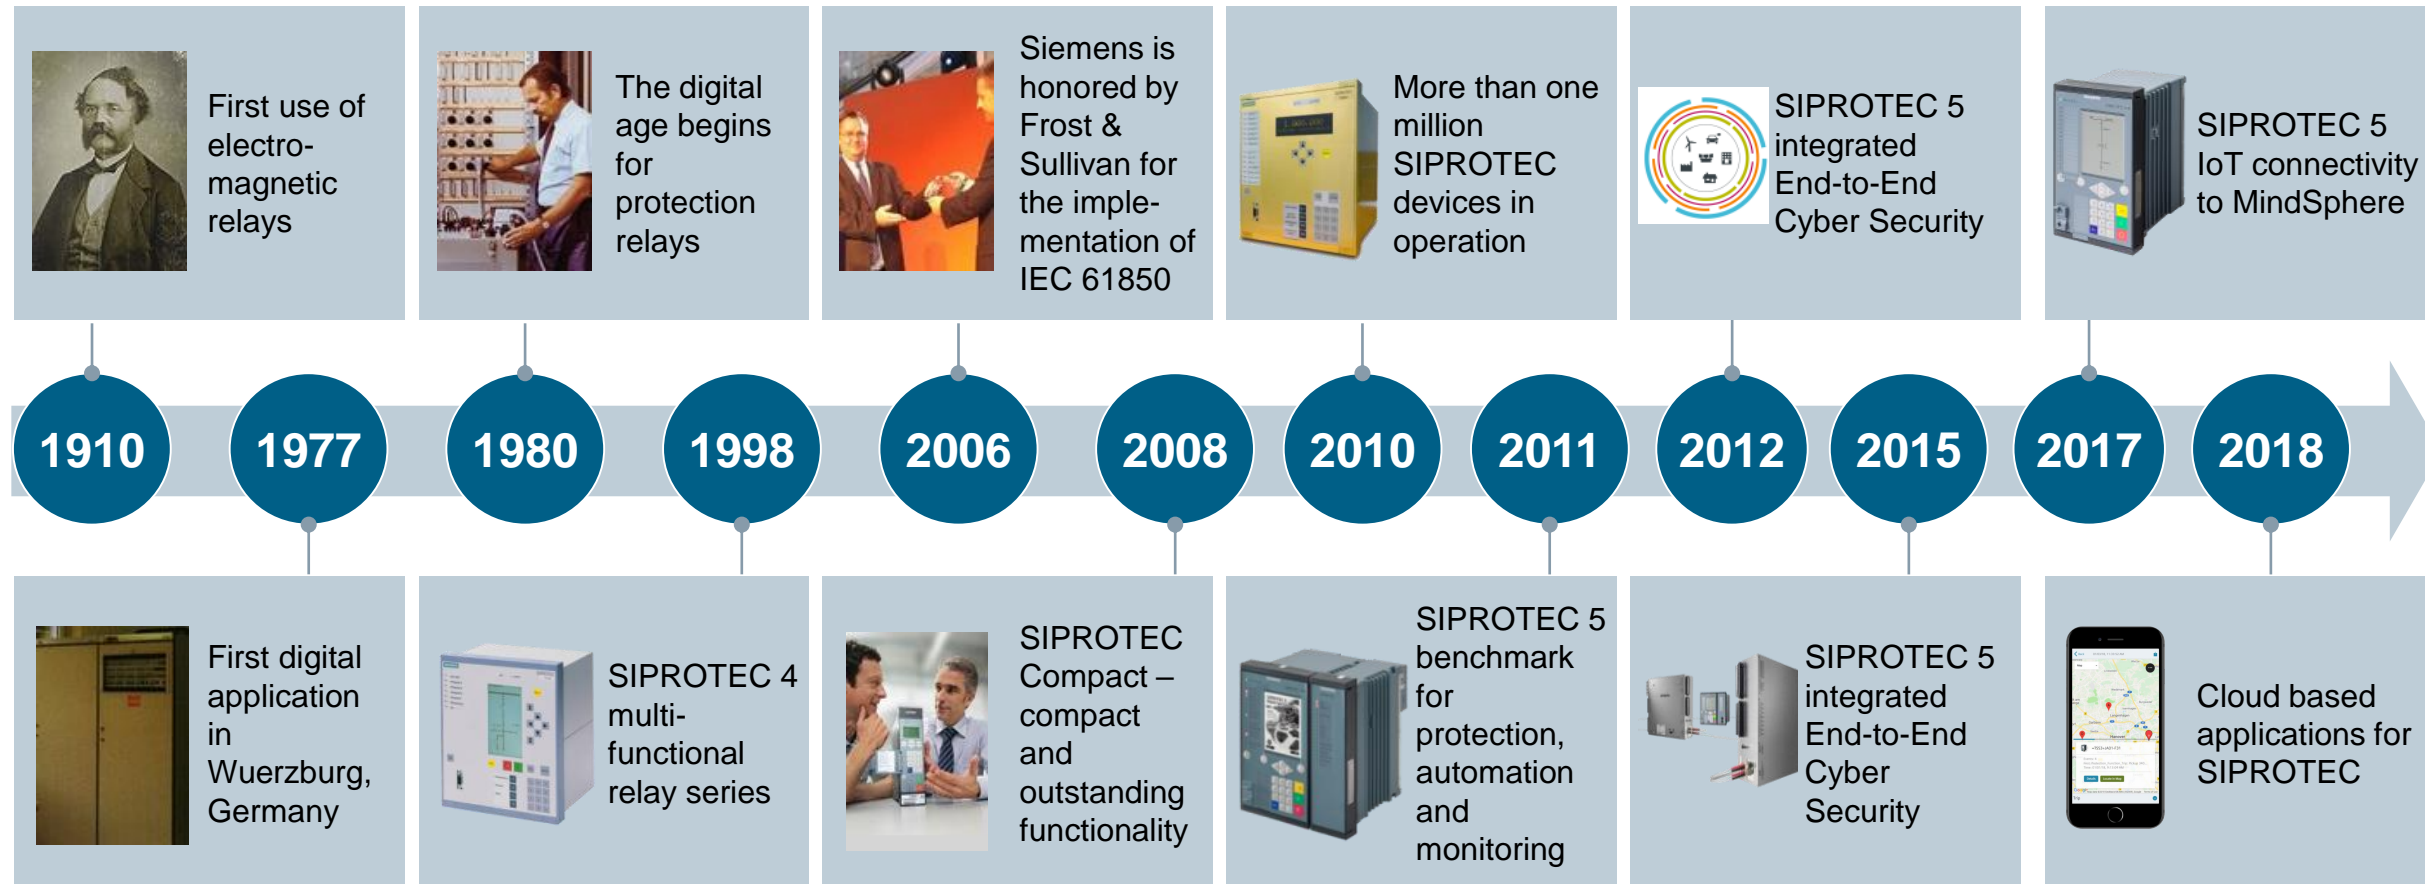 First use of
electro-
magnetic
relays
The digital
age begins
for
protection
relays
Siemens is
honored by
Frost &
Sullivan for
the imple-
mentation of
IEC 61850
More than one
million
SIPROTEC
devices in
operation
SIPROTEC 5
integrated
End-to-End
Cyber Security
SIPROTEC 5
IoT connectivity
to MindSphere
1910
1977
1980
1998
2006
2008
2010
2011
2012
2015
2017
2018
First digital
application
in
Wuerzburg,
Germany
SIPROTEC 4
multi-
functional
relay series
SIPROTEC
Compact –
compact
and
outstanding
functionality
SIPROTEC 5
benchmark
for
protection,
automation
and
monitoring
SIPROTEC 5
integrated
End-to-End
Cyber
Security
Cloud based
applications for
SIPROTEC